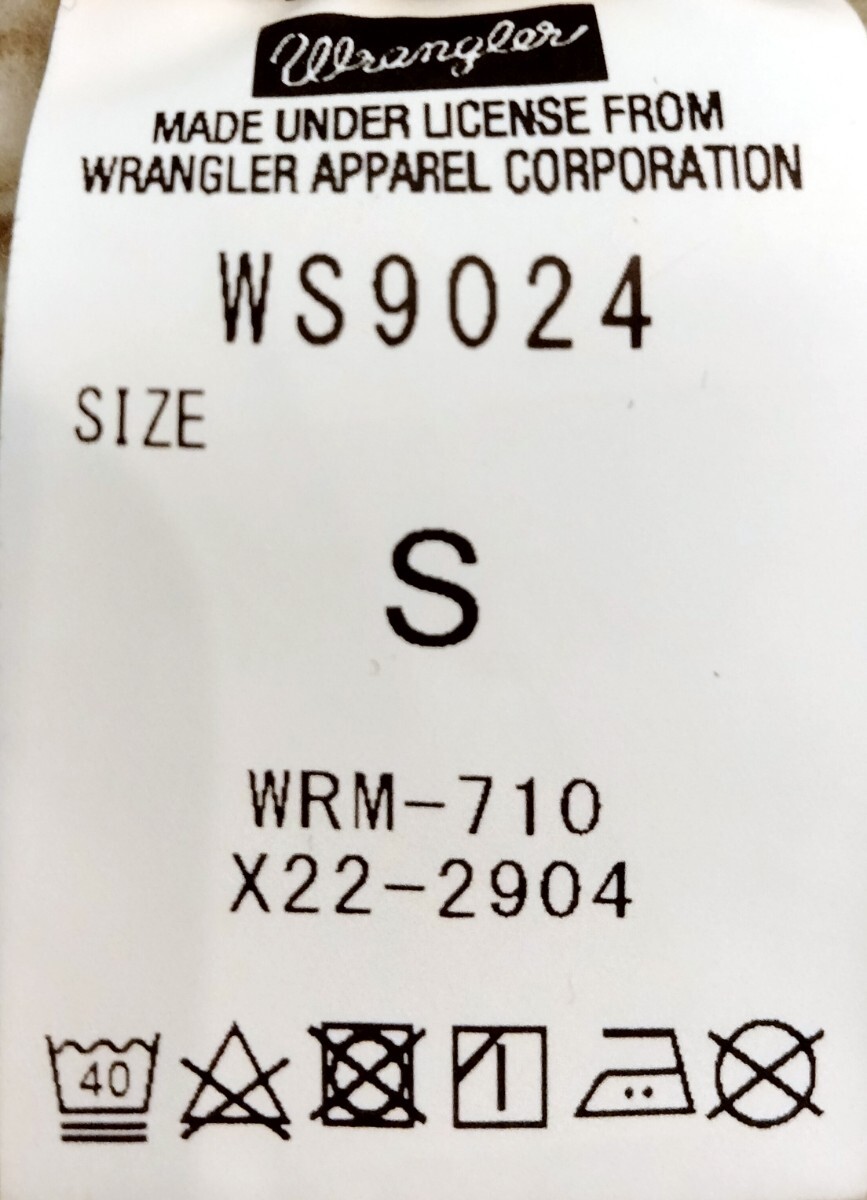 Wrangler
MADE UNDER LICENSE FROM
WRANGLER APPAREL CORPORATION
WS9024
SIZE
S
WRM-710
X22-2904
40